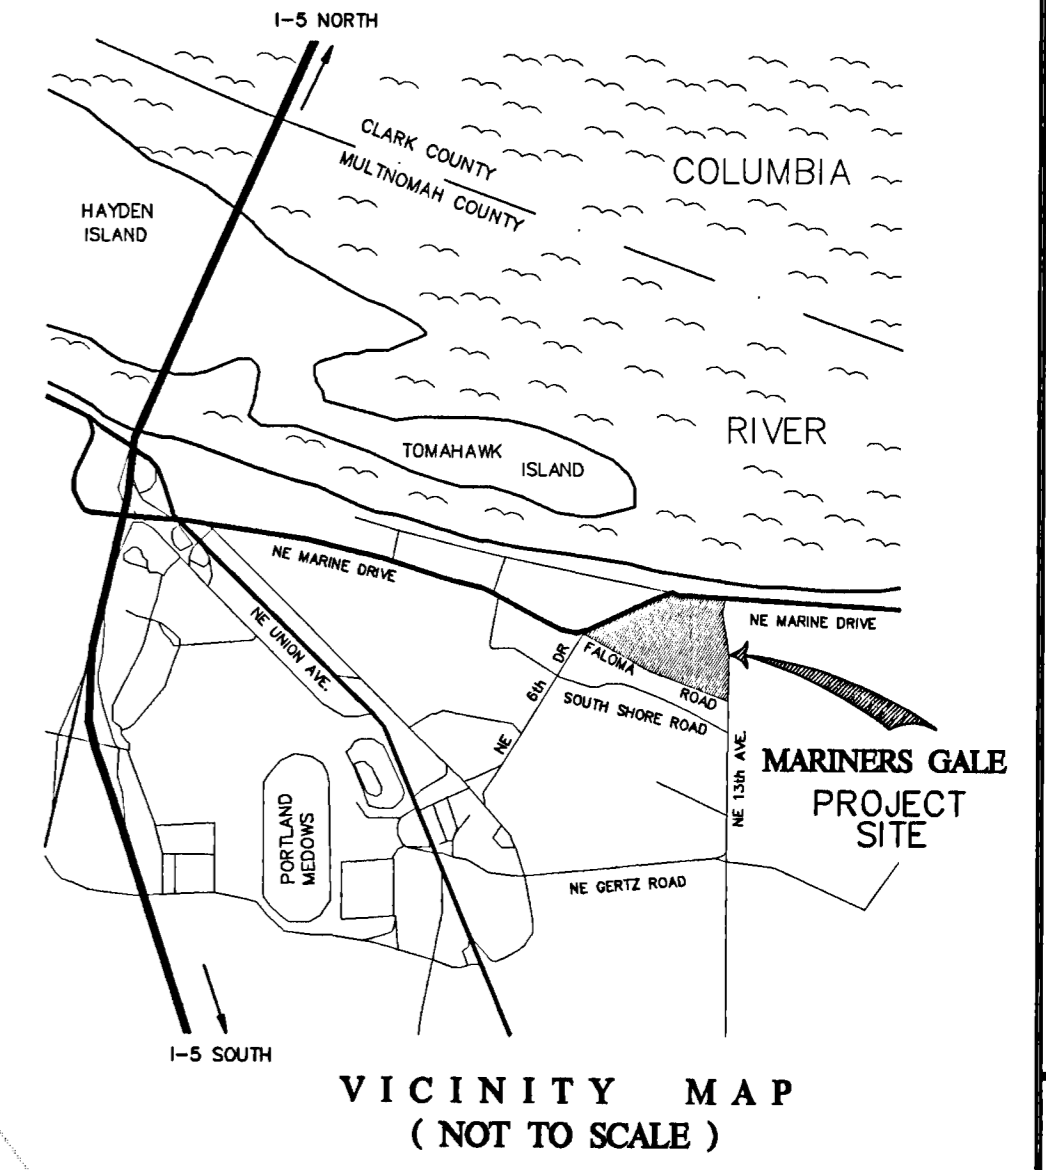 I-5 NORTH
CLARK COUNTY
MULTNOMAH COUNTY
COLUMBIA
HAYDEN
ISLAND
RIVER
TOMAHAWK
ISLAND
NE MARINE DRIVE
NE MARINE DRIVE
NE UNION AVE.
NE 6th DR
FALOMA ROAD
SOUTH SHORE ROAD
NE 13th AVE.
MARINERS GALE
PROJECT
SITE
PORTLAND
MEDOWS
NE GERTZ ROAD
I-5 SOUTH
VICINITY MAP
( NOT TO SCALE )